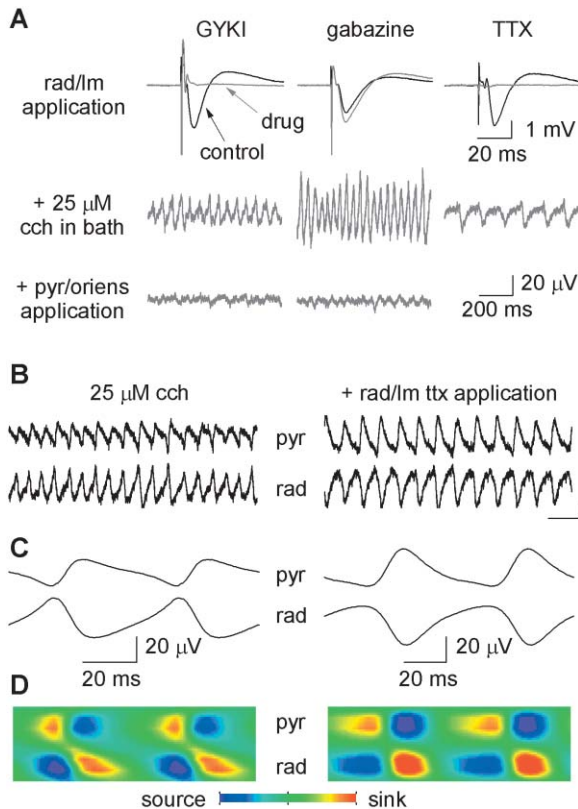 A
GYKI gabazine TTX
rad/lm
application
drug
control
1 mV
20 ms
+ 25 μM
cch in bath
+ pyr/oriens
application
20 μV
200 ms
B
25 μM cch + rad/lm ttx application
pyr
rad
C
pyr
rad
20 μV 20 μV
20 ms 20 ms
D
pyr
rad
source sink